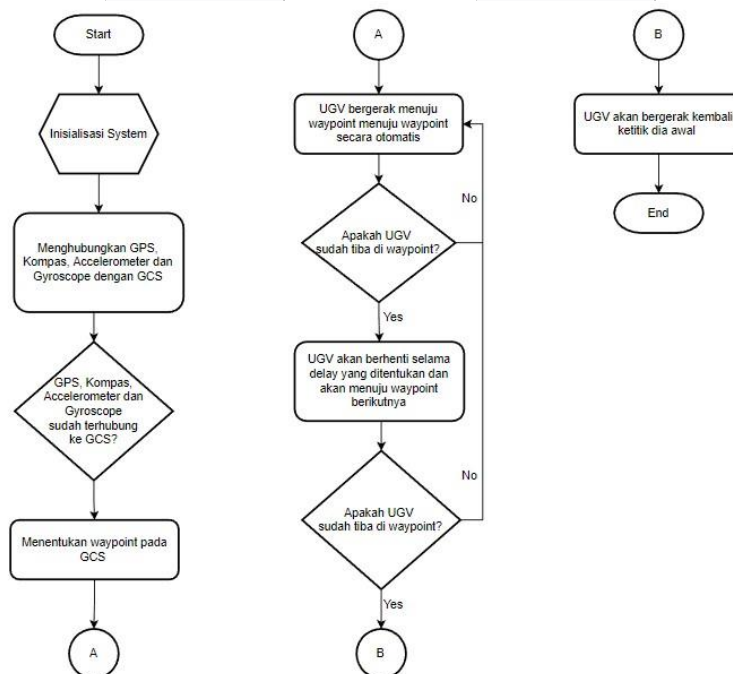 Start
Inisialisasi System
Menghubungkan GPS,
Kompas, Accelerometer dan
Gyroscope dengan GCS
GPS, Kompas,
Accelerometer dan
Gyroscope
sudah terhubung
ke GCS?
Menentukan waypoint pada
GCS
A
A
UGV bergerak menuju
waypoint menuju waypoint
secara otomatis
No
Apakah UGV
sudah tiba di waypoint?
Yes
UGV akan berhenti selama
delay yang ditentukan dan
akan menuju waypoint
berikutnya
No
Apakah UGV
sudah tiba di waypoint?
Yes
B
B
UGV akan bergerak kembali
ketitik dia awal
End